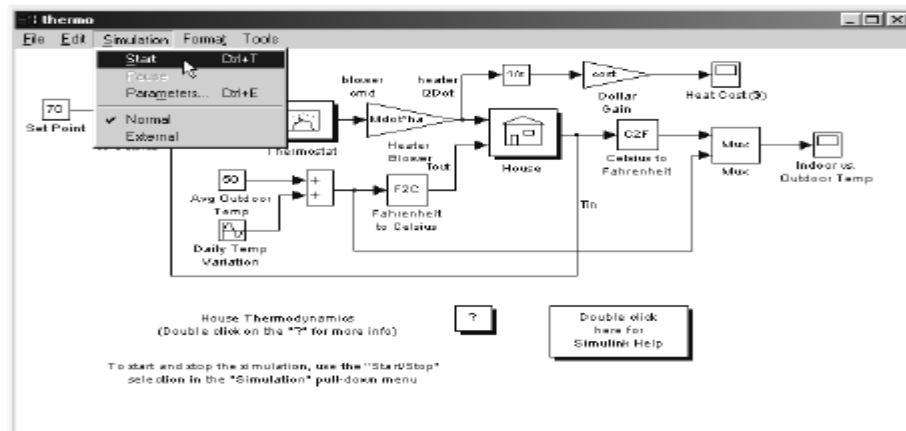 thermo
File Edit Simulation Format Tools
Start Ctrl+T
Pause
Parameters... Ctrl+E
Normal
External
70
Set Point
Thermostat
blower
cmd
Mdot*ha
Heater
Blower
heater
QDot
1/s
cost
Dollar
Gain
Heat Cost($)
House
Tout
Tin
C2F
Celsius to
Fahrenheit
Mux
Mux
Indoor vs.
Outdoor Temp
50
Avg Outdoor
Temp
+
+
F2C
Fahrenheit
to Celsius
Daily Temp
Variation
House Thermodynamics
(Double click on the "?" for more info)
?
Double click
here for
Simulink Help
To start and stop the simulation, use the "Start/Stop"
selection in the "Simulation" pull-down menu